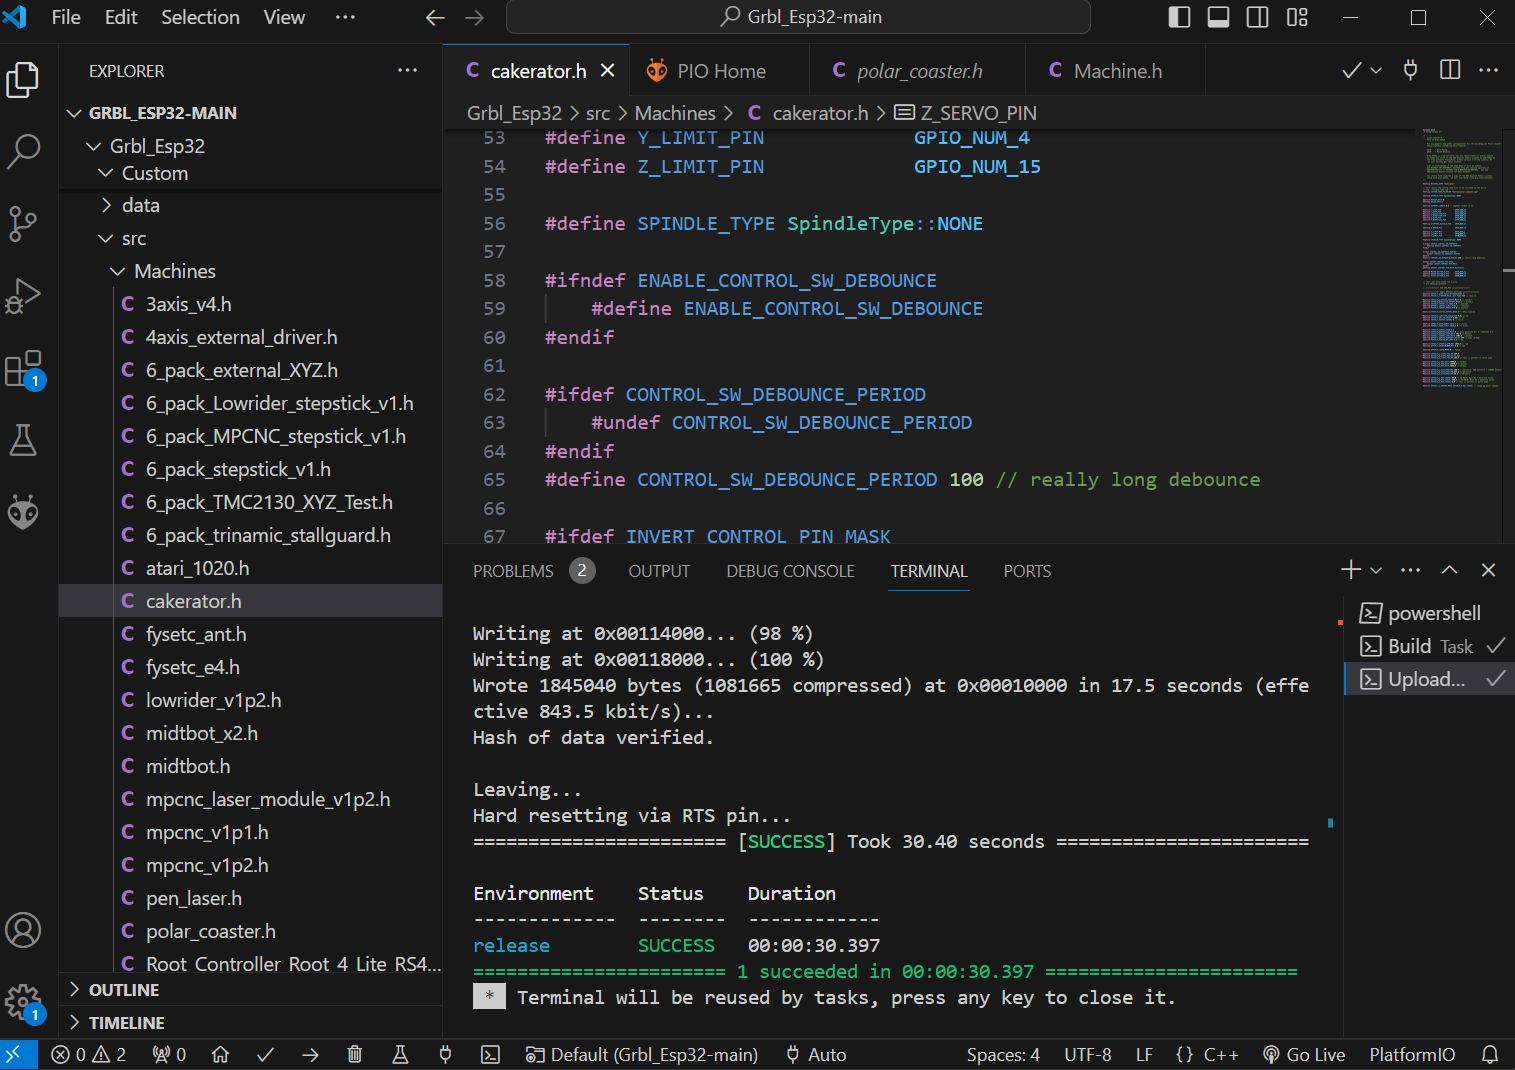 File Edit Selection View ··· Grbl_Esp32-main
EXPLORER ···
GRBL_ESP32-MAIN
Grbl_Esp32
Custom
data
src
Machines
3axis_v4.h
4axis_external_driver.h
6_pack_external_XYZ.h
6_pack_Lowrider_stepstick_v1.h
6_pack_MPCNC_stepstick_v1.h
6_pack_stepstick_v1.h
6_pack_TMC2130_XYZ_Test.h
6_pack_trinamic_stallguard.h
atari_1020.h
cakerator.h
fysetc_ant.h
fysetc_e4.h
lowrider_v1p2.h
midtbot_x2.h
midtbot.h
mpcnc_laser_module_v1p2.h
mpcnc_v1p1.h
mpcnc_v1p2.h
pen_laser.h
polar_coaster.h
Root_Controller_Root_4_Lite_RS4...
OUTLINE
TIMELINE
1
1
C cakerator.h PIO Home C polar_coaster.h C Machine.h
Grbl_Esp32 > src > Machines > C cakerator.h > Z_SERVO_PIN
53 #define Y_LIMIT_PIN GPIO_NUM_4
54 #define Z_LIMIT_PIN GPIO_NUM_15
55
56 #define SPINDLE_TYPE SpindleType::NONE
57
58 #ifndef ENABLE_CONTROL_SW_DEBOUNCE
59 #define ENABLE_CONTROL_SW_DEBOUNCE
60 #endif
61
62 #ifdef CONTROL_SW_DEBOUNCE_PERIOD
63 #undef CONTROL_SW_DEBOUNCE_PERIOD
64 #endif
65 #define CONTROL_SW_DEBOUNCE_PERIOD 100 // really long debounce
66
67 #ifdef INVERT_CONTROL_PIN_MASK
PROBLEMS 2 OUTPUT DEBUG CONSOLE TERMINAL PORTS
Writing at 0x00114000... (98 %)
Writing at 0x00118000... (100 %)
Wrote 1845040 bytes (1081665 compressed) at 0x00010000 in 17.5 seconds (effe
ctive 843.5 kbit/s)...
Hash of data verified.
Leaving...
Hard resetting via RTS pin...
======================= [SUCCESS] Took 30.40 seconds =======================
Environment Status Duration
------------- -------- ------------
release SUCCESS 00:00:30.397
======================= 1 succeeded in 00:00:30.397 =======================
* Terminal will be reused by tasks, press any key to close it.
powershell
Build Task
Upload...
0 2 0 Default (Grbl_Esp32-main) Auto Spaces: 4 UTF-8 LF {} C++ Go Live PlatformIO